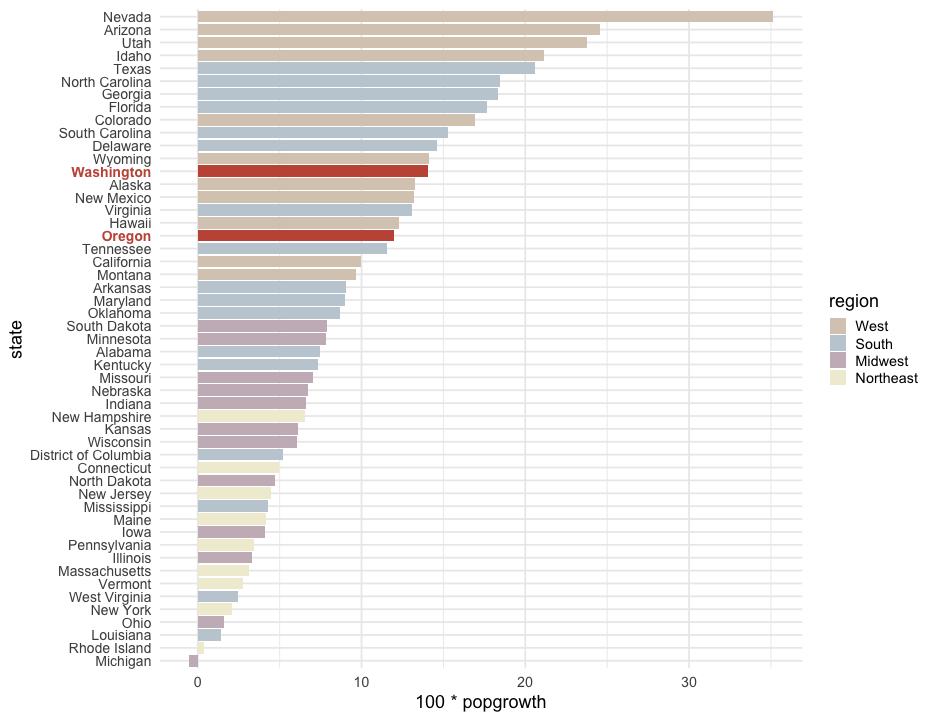 Nevada
Arizona
Utah
Idaho
Texas
North Carolina
Georgia
Florida
Colorado
South Carolina
Delaware
Wyoming
Washington
Alaska
New Mexico
Virginia
Hawaii
Oregon
Tennessee
California
Montana
Arkansas
Maryland
Oklahoma
South Dakota
Minnesota
Alabama
Kentucky
Missouri
Nebraska
Indiana
New Hampshire
Kansas
Wisconsin
District of Columbia
Connecticut
North Dakota
New Jersey
Mississippi
Maine
Iowa
Pennsylvania
Illinois
Massachusetts
Vermont
West Virginia
New York
Ohio
Louisiana
Rhode Island
Michigan
state
0 10 20 30
100 * popgrowth
region
West
South
Midwest
Northeast